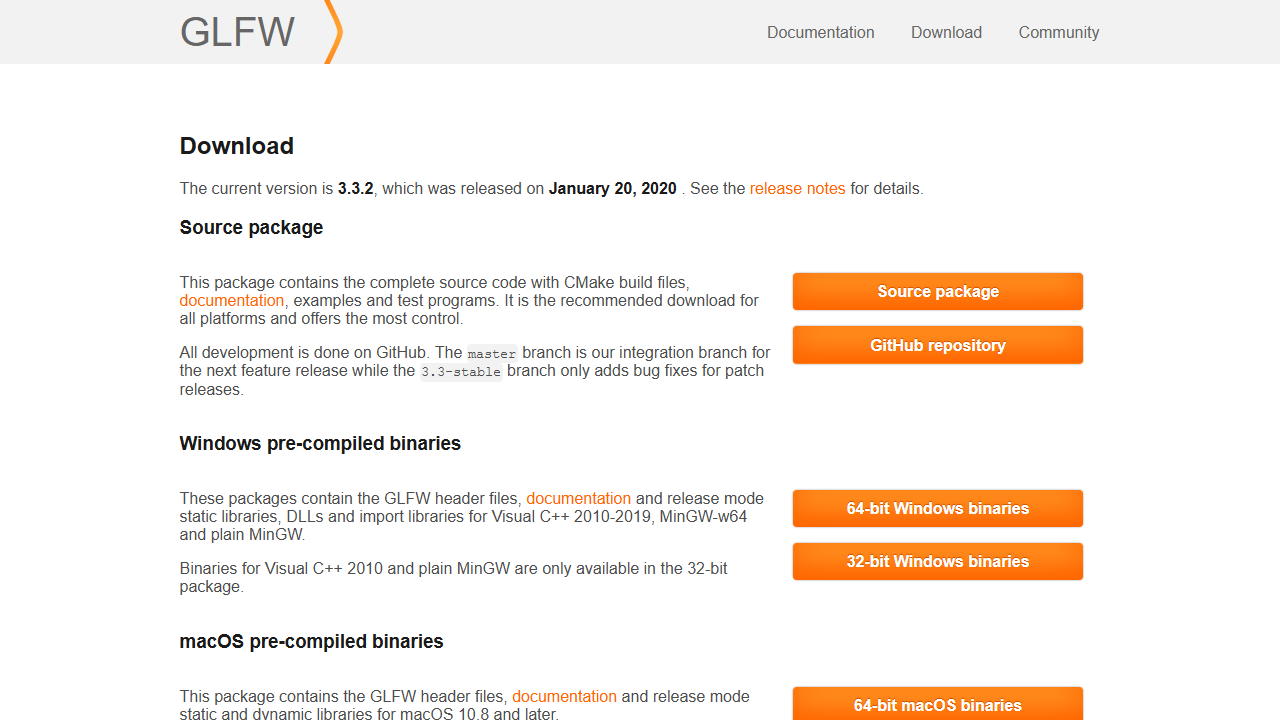 GLFW
Documentation Download Community
Download
The current version is 3.3.2, which was released on January 20, 2020 . See the release notes for details.
Source package
This package contains the complete source code with CMake build files,
documentation, examples and test programs. It is the recommended download for
all platforms and offers the most control.
Source package
GitHub repository
All development is done on GitHub. The master branch is our integration branch for
the next feature release while the 3.3-stable branch only adds bug fixes for patch
releases.
Windows pre-compiled binaries
These packages contain the GLFW header files, documentation and release mode
static libraries, DLLs and import libraries for Visual C++ 2010-2019, MinGW-w64
and plain MinGW.
64-bit Windows binaries
32-bit Windows binaries
Binaries for Visual C++ 2010 and plain MinGW are only available in the 32-bit
package.
macOS pre-compiled binaries
This package contains the GLFW header files, documentation and release mode
static and dynamic libraries for macOS 10.8 and later.
64-bit macOS binaries